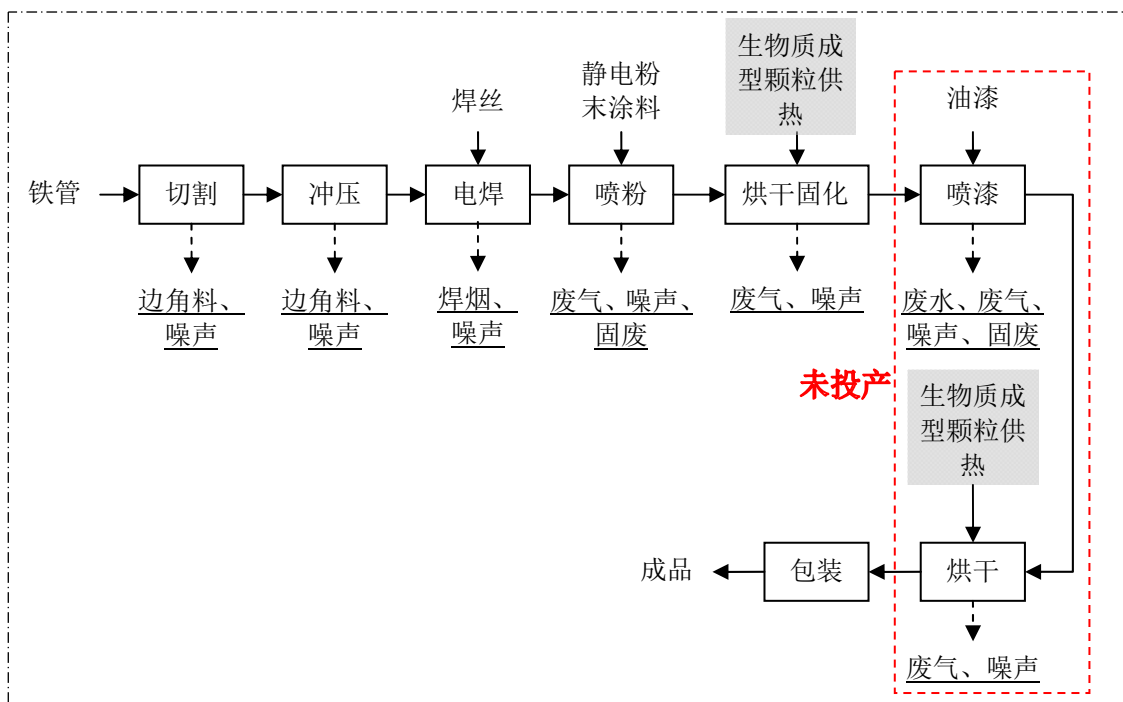 生物质成
型颗粒供
热
静电粉
末涂料
焊丝
油漆
铁管
切割
冲压
电焊
喷粉
烘干固化
喷漆
边角料、
噪声
边角料、
噪声
焊烟、
噪声
废气、噪声、
固废
废气、噪声
废水、废气、
噪声、固废
未投产
生物质成
型颗粒供
热
成品
包装
烘干
废气、噪声